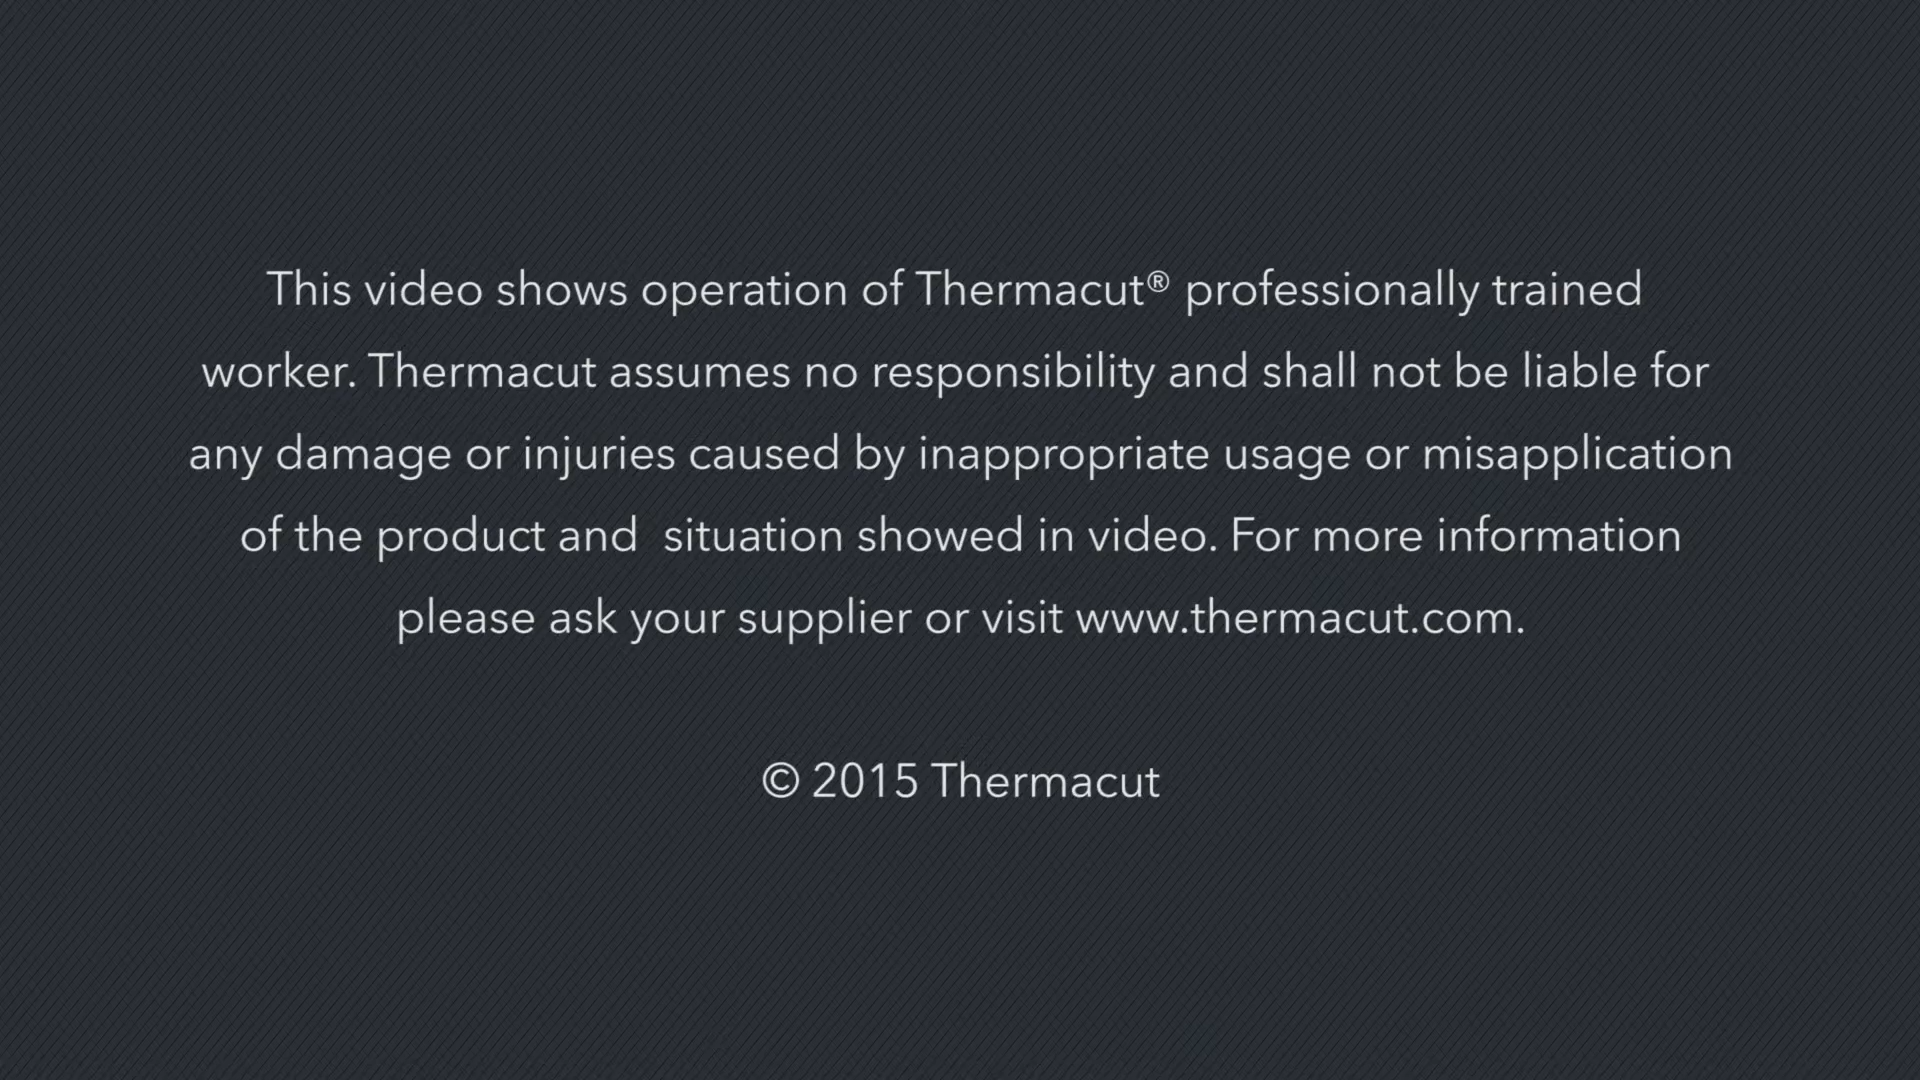 This video shows operation of Thermacut® professionally trained
worker. Thermacut assumes no responsibility and shall not be liable for
any damage or injuries caused by inappropriate usage or misapplication
of the product and  situation showed in video. For more information
please ask your supplier or visit www.thermacut.com.
© 2015 Thermacut